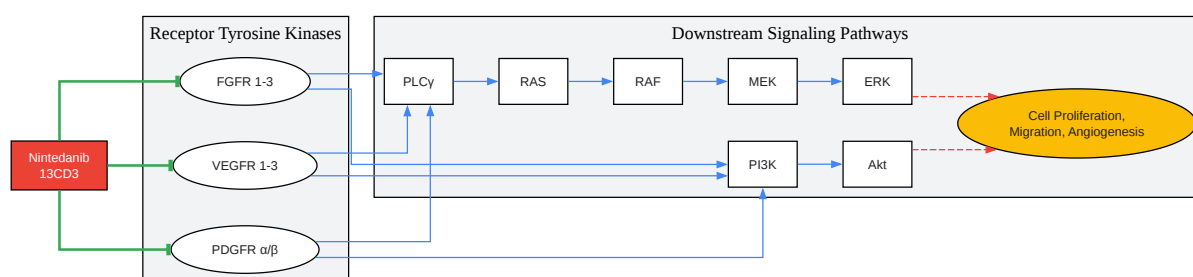 Receptor Tyrosine Kinases
Downstream Signaling Pathways
FGFR 1-3
PLCγ
RAS
RAF
MEK
ERK
Cell Proliferation,
Migration, Angiogenesis
Nintedanib
13CD3
VEGFR 1-3
PI3K
Akt
PDGFR α/β